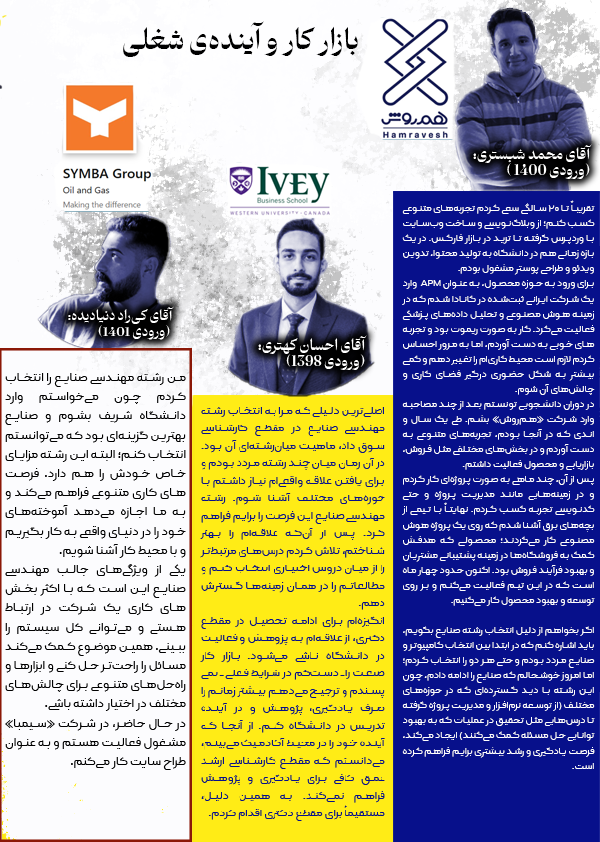 بازار کار و آینده‌ی شغلی
هم‌روش
Hamravesh
آقای محمد شبستری:
(ورودی 1400)
تقریباً تا ۲۰ سالگی سعی کردم تجربه‌های متنوعی
کسب کنم؛ از وبلاگ‌نویسی و ساخت وب‌سایت
با وردپرس گرفته تا ترید در بازار فارکس. در یک
بازه زمانی هم در دانشگاه به تولید محتوا، تدوین
ویدئو و طراحی پوستر مشغول بودم.
برای ورود به حوزه محصول، به عنوان APM وارد
یک شرکت ایرانی ثبت‌شده در کانادا شدم که در
زمینه هوش مصنوعی و تحلیل داده‌های پزشکی
فعالیت می‌کرد. کار به صورت ریموت بود و تجربه
های خوبی به دست آوردم، اما به مرور احساس
کردم لازم است محیط کاری‌ام را تغییر دهم و کمی
بیشتر به شکل حضوری درگیر فضای کاری و
چالش‌های آن شوم.
در دوران دانشجویی تونستم بعد از چند مصاحبه
وارد شرکت «هم‌روش» بشم. طی یک سال و
اندی که در آنجا بودم، تجربه‌های متنوعی به
دست آوردم و در بخش‌های مختلفی مثل فروش،
بازاریابی و محصول فعالیت داشتم.
پس از آن، چند ماهی به صورت پروژه‌ای کار کردم
و در زمینه‌هایی مانند مدیریت پروژه و حتی
کدنویسی تجربه کسب کردم. نهایتاً با تیمی از
بچه‌های برق آشنا شدم که روی یک پروژه هوش
مصنوعی کار می‌کردند؛ محصولی که هدفش
کمک به فروشگاه‌ها در زمینه پشتیبانی مشتریان
و بهبود فرآیند فروش بود. اکنون حدود چهار ماه
است که در این تیم فعالیت می‌کنم و بر روی
توسعه و بهبود محصول کار می‌کنیم.
اگر بخواهم از دلیل انتخاب رشته صنایع بگویم،
باید اشاره کنم که در ابتدا بین انتخاب کامپیوتر و
صنایع مردد بودم و حتی هر دو را انتخاب کردم؛
اما امروز خوشحالم که صنایع را ادامه دادم، چون
این رشته با دید گسترده‌ای که در حوزه‌های
مختلف (از توسعه نرم‌افزار و مدیریت پروژه گرفته
تا درس‌هایی مثل تحقیق در عملیات که به بهبود
توانایی حل مسئله کمک می‌کنند) ایجاد می‌کند،
فرصت یادگیری و رشد بیشتری برایم فراهم کرده
است.
IVEY
Business School
WESTERN UNIVERSITY · CANADA
آقای احسان کهتری:
(ورودی 1398)
اصلی‌ترین دلیلی که مرا به انتخاب رشته
مهندسی صنایع در مقطع کارشناسی
سوق داد، ماهیت میان‌رشته‌ای آن بود.
در آن زمان میان چند رشته مردد بودم و
برای یافتن علاقه واقعی‌ام نیاز داشتم با
حوزه‌های مختلف آشنا شوم. رشته
مهندسی صنایع این فرصت را برایم فراهم
کرد. پس از آن‌که علاقه‌ام را بهتر
شناختم، تلاش کردم درس‌های مرتبط‌تر
را از میان دروس اختیاری انتخاب کنم و
مطالعاتم را در همان زمینه‌ها گسترش
دهم.
انگیزه‌ام برای ادامه تحصیل در مقطع
دکتری، از علاقه‌ام به پژوهش و فعالیت
در دانشگاه ناشی می‌شود. بازار کار
صنعت را_ دست‌کم در شرایط فعلی_ نمی
پسندم و ترجیح می‌دهم بیشتر زمانم را
صرف یادگیری، پژوهش و در آینده
تدریس در دانشگاه کنم. از آنجا که
آینده خود را در محیط آکادمیک می‌بینم،
می‌دانستم که مقطع کارشناسی ارشد
عمق کافی برای یادگیری و پژوهش
فراهم نمی‌کند. به همین دلیل،
مستقیماً برای مقطع دکتری اقدام کردم.
SYMBA Group
Oil and Gas
Making the difference
آقای کی‌راد دنیادیده:
(ورودی 1401)
من رشته مهندسی صنایع را انتخاب
کردم چون می‌خواستم وارد
دانشگاه شریف بشوم و صنایع
بهترین گزینه‌ای بود که می‌توانستم
انتخاب کنم؛ البته این رشته مزایای
خاص خودش را هم دارد. فرصت
های کاری متنوعی فراهم می‌کند و
به ما اجازه می‌دهد آموخته‌های
خود را در دنیای واقعی به کار بگیریم
و با محیط کار آشنا شویم.
یکی از ویژگی‌های جالب مهندسی
صنایع این است که با اکثر بخش
های کاری یک شرکت در ارتباط
هستی و می‌توانی کل سیستم را
ببینی. همین موضوع کمک می‌کند
مسائل را راحت‌تر حل کنی و ابزارها و
راه‌حل‌های متنوعی برای چالش‌های
مختلف در اختیار داشته باشی.
در حال حاضر، در شرکت «سیمبا»
مشغول فعالیت هستم و به عنوان
طراح سایت کار می‌کنم.